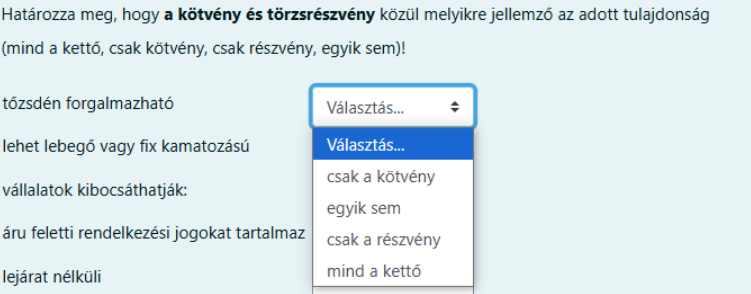 Határozza meg, hogy a kötvény és törzsrészvény közül melyikre jellemző az adott tulajdonság
(mind a kettő, csak kötvény, csak részvény, egyik sem)!
tőzsdén forgalmazható
Választás...
lehet lebegő vagy fix kamatozású
Választás...
csak a kötvény
vállalatok kibocsáthatják:
egyik sem
áru feletti rendelkezési jogokat tartalmaz
csak a részvény
mind a kettő
lejárat nélküli